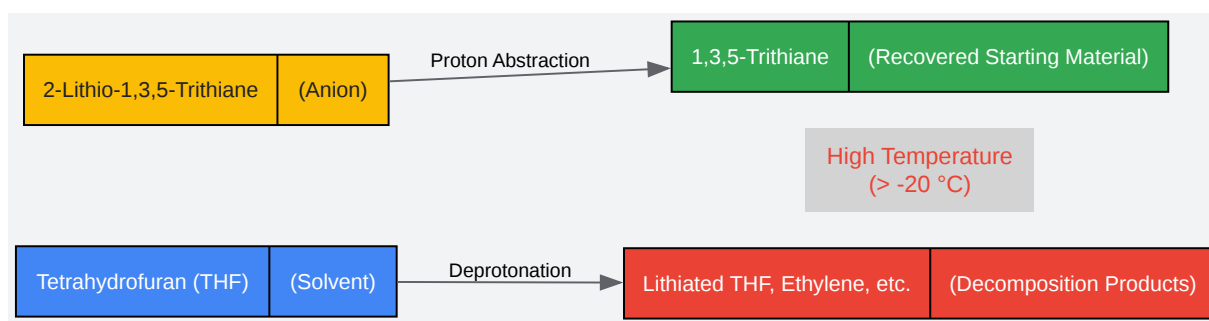 2-Lithio-1,3,5-Trithiane (Anion)
Proton Abstraction
1,3,5-Trithiane (Recovered Starting Material)
High Temperature
(> -20 °C)
Tetrahydrofuran (THF) (Solvent)
Deprotonation
Lithiated THF, Ethylene, etc. (Decomposition Products)